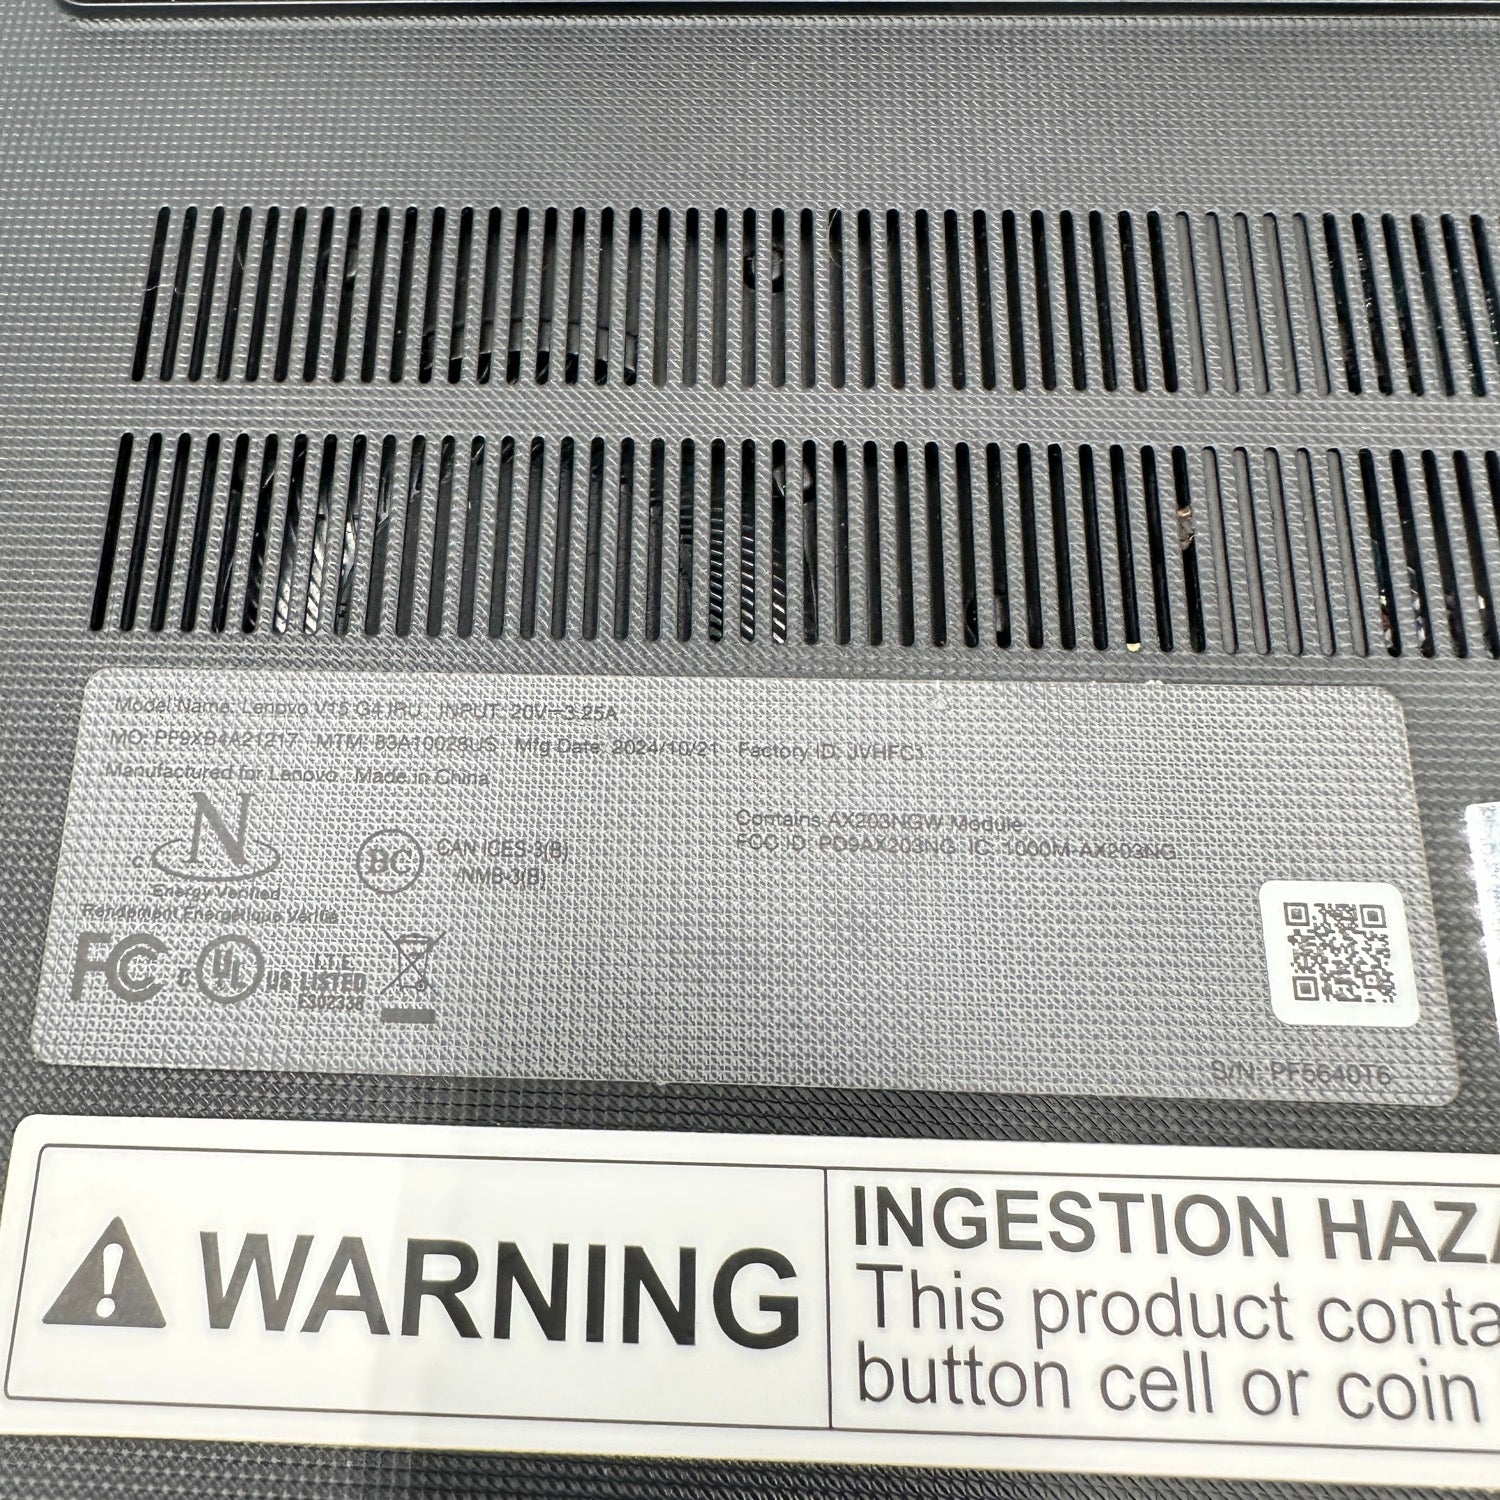 Model Name: Lenovo V15 G4 IRU INPUT: 20V⎓3.25A
MO: PF9XB4A21217 MTM: 83A10028US Mfg Date: 2024/10/21 Factory ID: JVHFC1
Manufactured for Lenovo Made in China
Contains AX203NGW Module
FCC ID: PD9AX203NG IC: 1000M-AX203NG
N
c
Energy Verified
Rendement Énergétique Vérifié
BC
CAN ICES-3(B)
/NMB-3(B)
FC
c UL US LISTED
I.T.E.
E302338
S/N: PF5640T6
WARNING
INGESTION HAZA
This product conta
button cell or coin